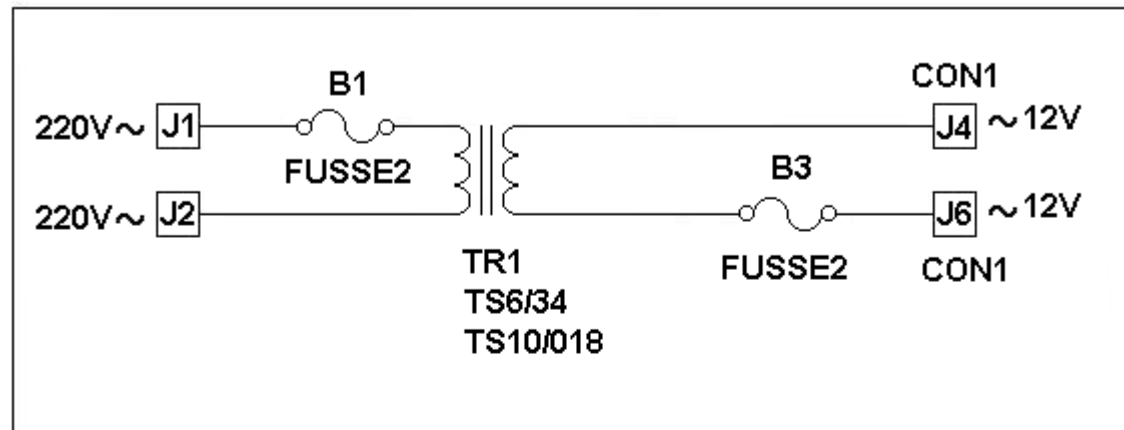 CON1
B1
220V~ J1
J4 ~12V
FUSSE2
B3
220V~ J2
J6 ~12V
FUSSE2
CON1
TR1
TS6/34
TS10/018